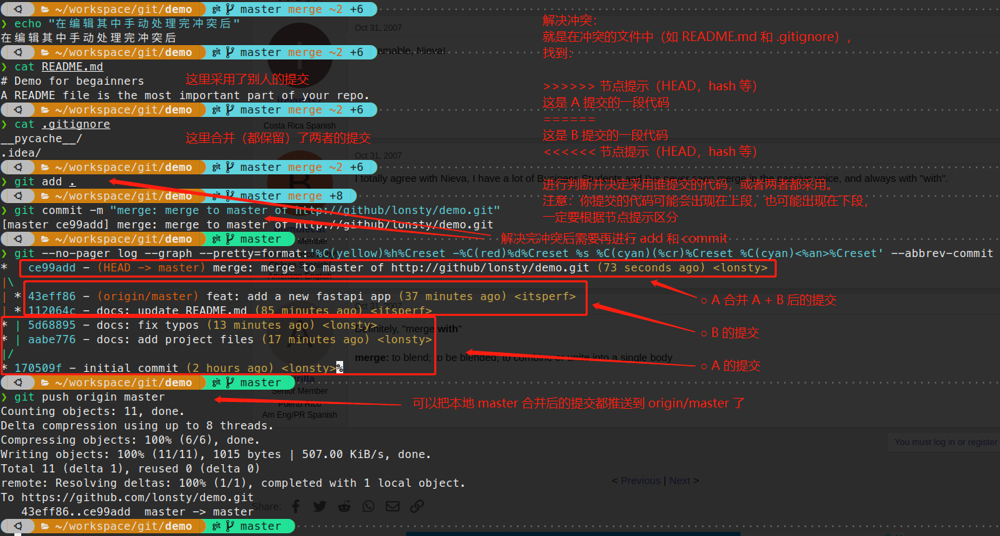 ~/workspace/git/demo git master merge ~2 +6
❯ echo "在编辑其中手动处理完冲突后"
在编辑其中手动处理完冲突后
~/workspace/git/demo git master merge ~2 +6
❯ cat README.md
# Demo for begainners
这里采用了别人的提交
A README file is the most important part of your repo.
~/workspace/git/demo git master merge ~2 +6
❯ cat .gitignore
__pycache__/
这里合并（都保留）了两者的提交
.idea/
~/workspace/git/demo git master merge ~2 +6
❯ git add .
~/workspace/git/demo git master merge +8
❯ git commit -m "merge: merge to master of http://github/lonsty/demo.git"
[master ce99add] merge: merge to master of http://github/lonsty/demo.git
~/workspace/git/demo git master
❯ git --no-pager log --graph --pretty=format:'%C(yellow)%h%Creset -%C(red)%d%Creset %s %C(cyan)(%cr)%Creset %C(cyan)<%an>%Creset' --abbrev-commit
*   ce99add - (HEAD -> master) merge: merge to master of http://github/lonsty/demo.git (73 seconds ago) <lonsty>
|\
| * 43eff86 - (origin/master) feat: add a new fastapi app (37 minutes ago) <itsperf>
| * 112064c - docs: update README.md (85 minutes ago) <itsperf>
* | 5d68895 - docs: fix typos (13 minutes ago) <lonsty>
* | aabe776 - docs: add project files (17 minutes ago) <lonsty>
|/
* 170509f - initial commit (2 hours ago) <lonsty>%
~/workspace/git/demo git master
❯ git push origin master
Counting objects: 11, done.
Delta compression using up to 8 threads.
Compressing objects: 100% (6/6), done.
Writing objects: 100% (11/11), 1015 bytes | 507.00 KiB/s, done.
Total 11 (delta 1), reused 0 (delta 0)
remote: Resolving deltas: 100% (1/1), completed with 1 local object.
To https://github.com/lonsty/demo.git
   43eff86..ce99add  master -> master
~/workspace/git/demo git master
解决冲突：
就是在冲突的文件中（如 README.md 和 .gitignore），
找到：
>>>>>> 节点提示（HEAD，hash 等）
这是 A 提交的一段代码
======
这是 B 提交的一段代码
<<<<<< 节点提示（HEAD，hash 等）
进行判断并决定采用谁提交的代码，或者两者都采用。
注意：你提交的代码可能会出现在上段，也可能出现在下段，
一定要根据节点提示区分
解决完冲突后需要再进行 add 和 commit
○ A 合并 A + B 后的提交
○ B 的提交
○ A 的提交
可以把本地 master 合并后的提交都推送到 origin/master 了
Oct 31, 2007
amable, Nieva!
Costa Rica Spanish
Oct 31, 2007
I totally agree with Nieva, I have a lot of Business Students and I've never seen merge in the passive voice, and always with "with".
Member
American English
Oct 31, 2007
Definitely, "merge with"
merge: to blend; to be blended; to combine or unite into a single body
Senior Member
Puerto Rico
Am Eng/PR Spanish
You must log in or register
< Previous | Next >
Share: